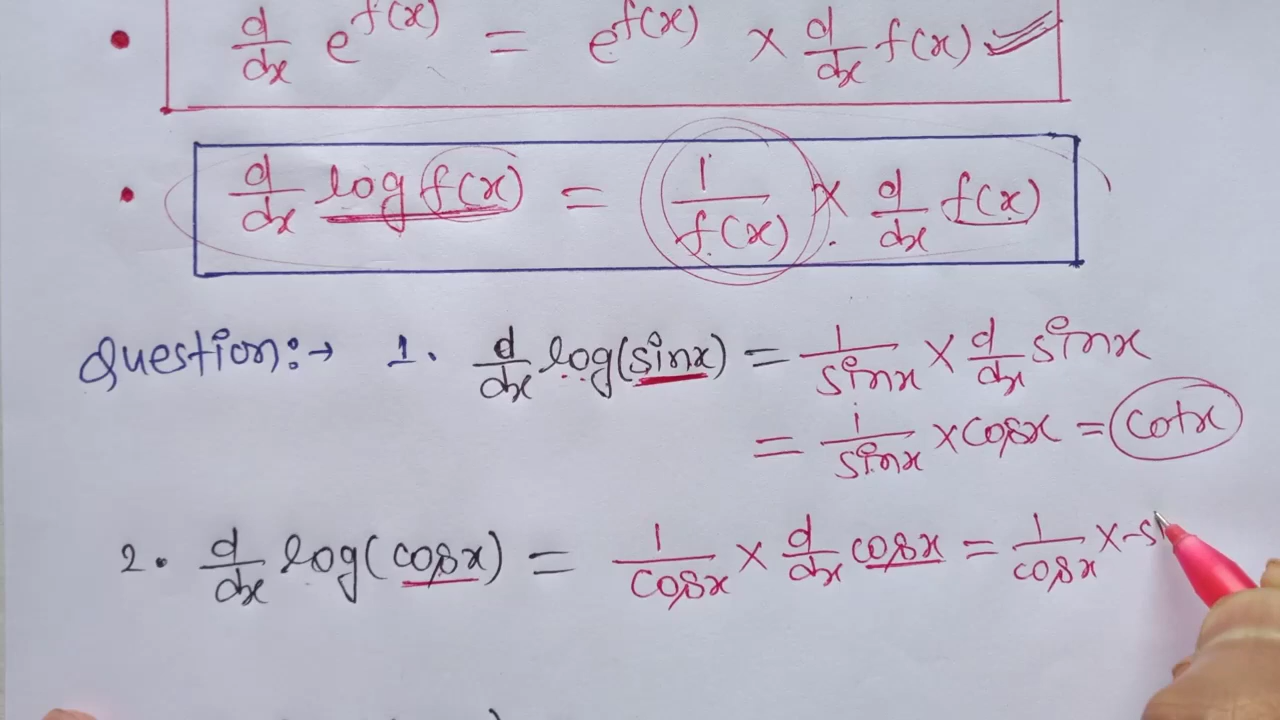 • d/dx e^f(x) = e^f(x) × d/dx f(x)
• d/dx log f(x) = 1/f(x) × d/dx f(x)
Question:→ 1. d/dx log(sinx) = 1/sinx × d/dx sinx
= 1/sinx × cosx = cotx
2. d/dx log(cosx) = 1/cosx × d/dx cosx = 1/cosx × -s